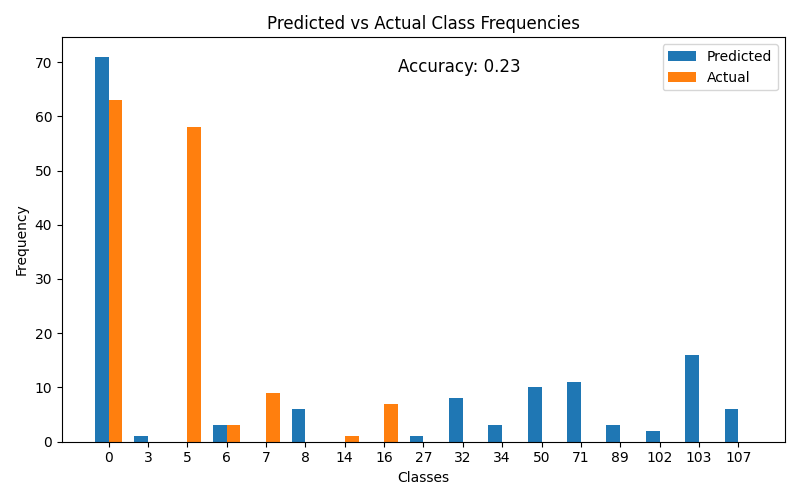 Predicted vs Actual Class Frequencies
Accuracy: 0.23
Predicted
Actual
Frequency
70
60
50
40
30
20
10
0
0 3 5 6 7 8 14 16 27 32 34 50 71 89 102 103 107
Classes